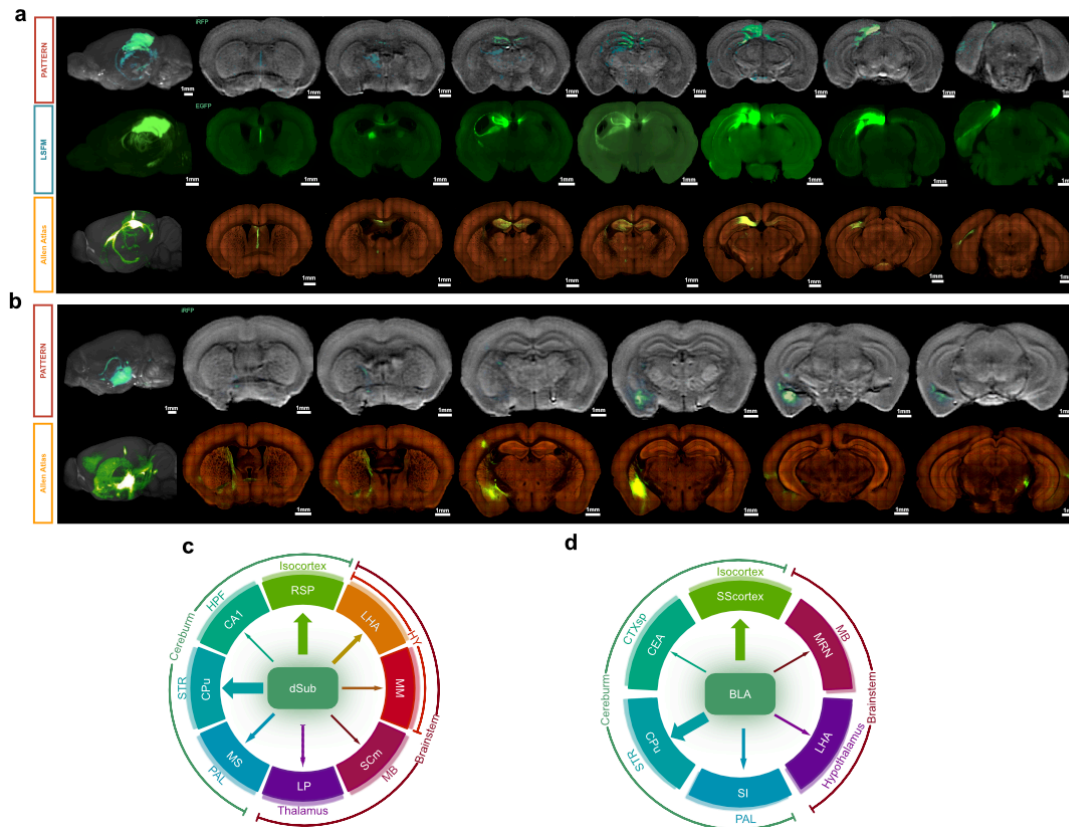 a
PATTERN
iRFP
1mm 1mm 1mm 1mm 1mm 1mm 1mm 1mm
LSFM
EGFP
1mm 1mm 1mm 1mm 1mm 1mm 1mm 1mm
Allen Atlas
1mm 1mm 1mm 1mm 1mm 1mm 1mm 1mm
b
PATTERN
iRFP
1mm 1mm 1mm 1mm 1mm 1mm 1mm
Allen Atlas
1mm 1mm 1mm 1mm 1mm 1mm 1mm
c
Isocortex
RSP
HPF
CA1
LHA
HY
Cereburm
STR
CPu
dSub
MM
Brainstem
MS
PAL
LP
Thalamus
SCm
MB
d
Isocortex
SScortex
CTXsp
CEA
MRN
MB
Cereburm
BLA
Brainstem
CPu
STR
LHA
Hypothalamus
SI
PAL